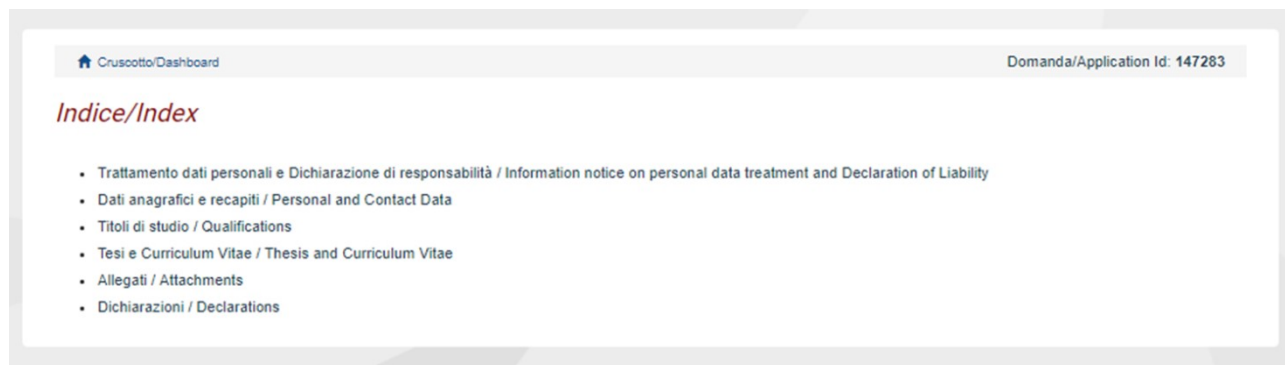 Cruscotto/Dashboard
Domanda/Application Id: 147283
Indice/Index
Trattamento dati personali e Dichiarazione di responsabilità / Information notice on personal data treatment and Declaration of Liability
Dati anagrafici e recapiti / Personal and Contact Data
Titoli di studio / Qualifications
Tesi e Curriculum Vitae / Thesis and Curriculum Vitae
Allegati / Attachments
Dichiarazioni / Declarations